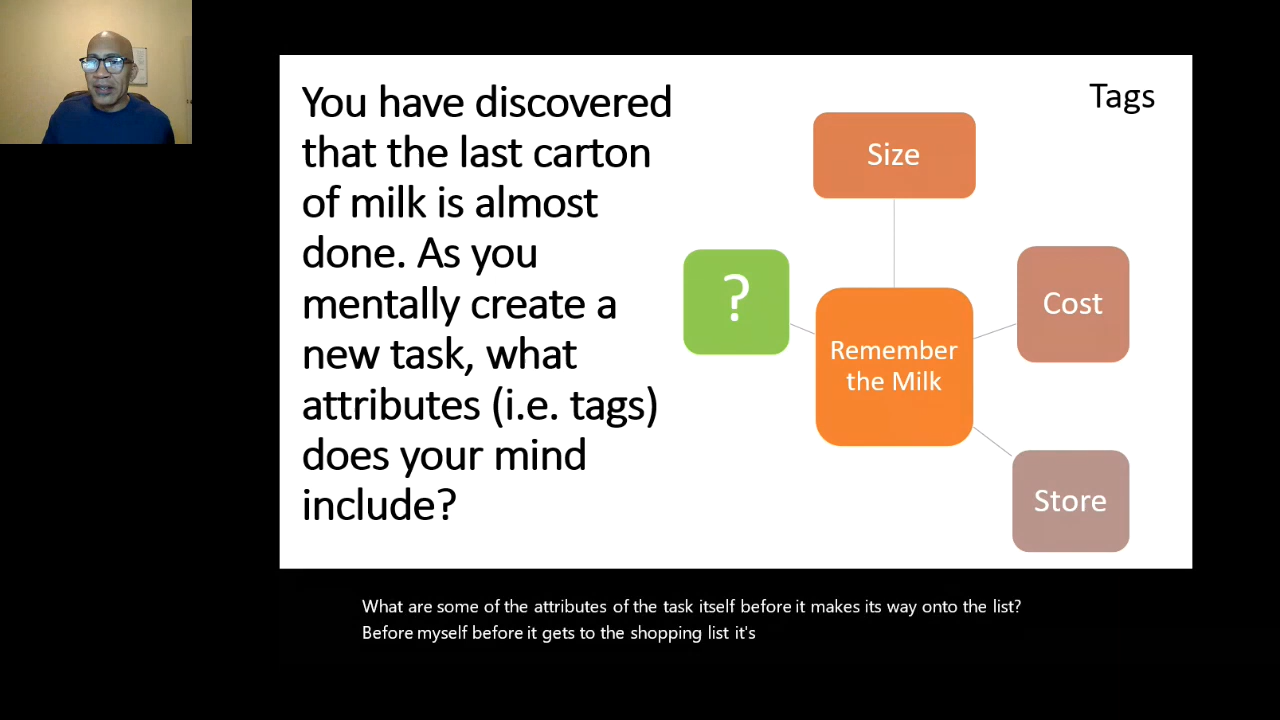 You have discovered
that the last carton
of milk is almost
done. As you
mentally create a
new task, what
attributes (i.e. tags)
does your mind
include?
Tags
Size
?
Cost
Remember
the Milk
Store
What are some of the attributes of the task itself before it makes its way onto the list?
Before myself before it gets to the shopping list it's